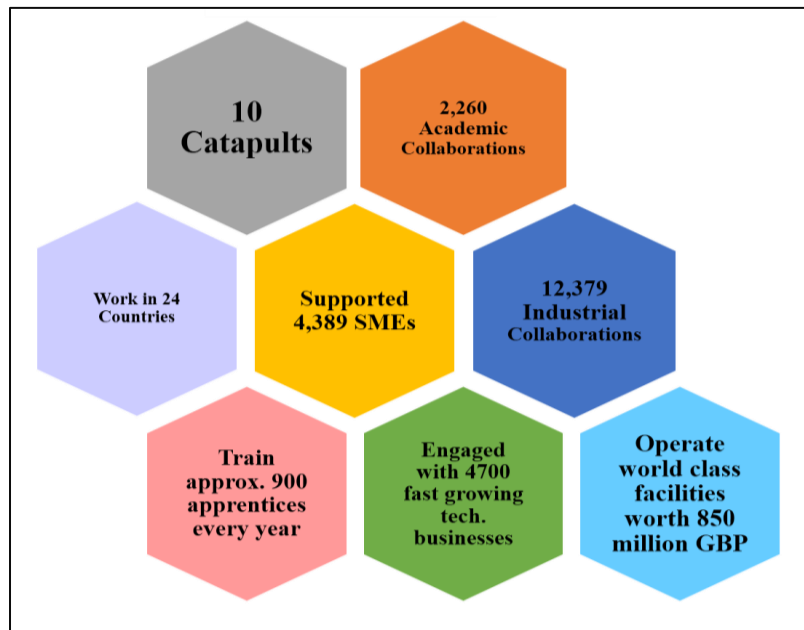 10
Catapults
2,260
Academic
Collaborations
Work in 24
Countries
Supported
4,389 SMEs
12,379
Industrial
Collaborations
Train
approx. 900
apprentices
every year
Engaged
with 4700
fast growing
tech.
businesses
Operate
world class
facilities
worth 850
million GBP